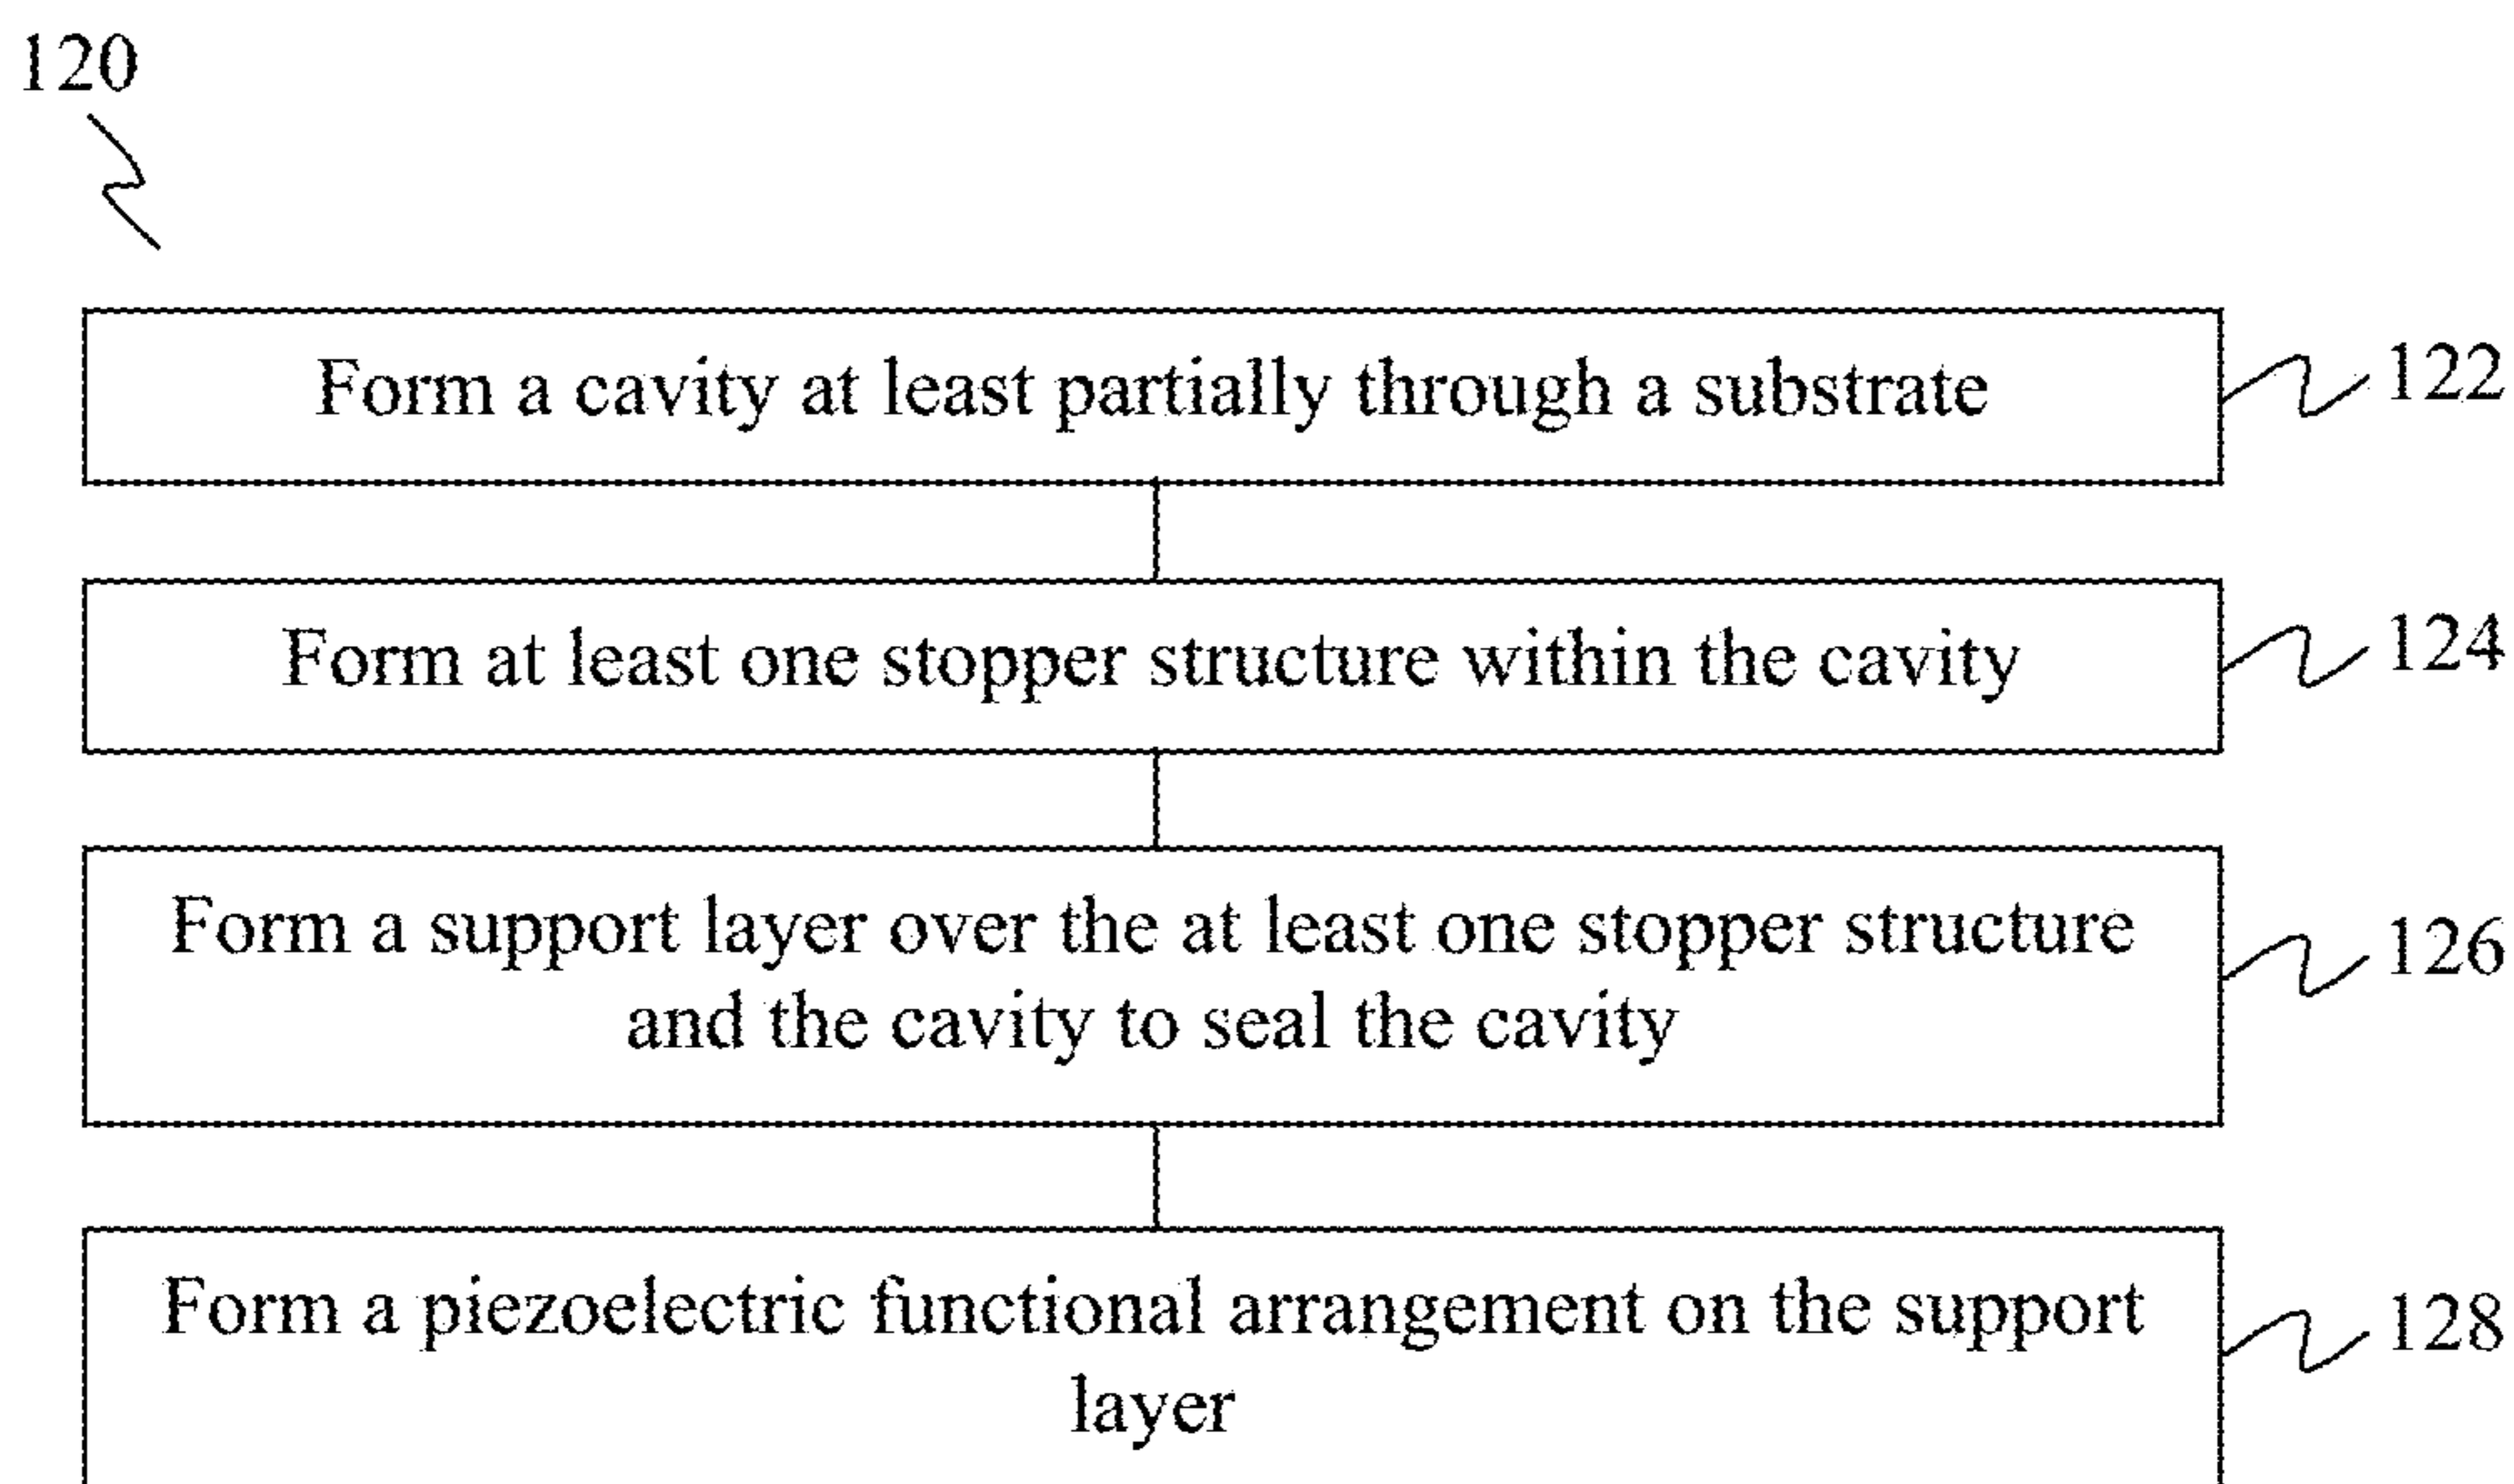 120
Form a cavity at least partially through a substrate
122
Form at least one stopper structure within the cavity
124
Form a support layer over the at least one stopper structure
and the cavity to seal the cavity
126
Form a piezoelectric functional arrangement on the support
layer
128